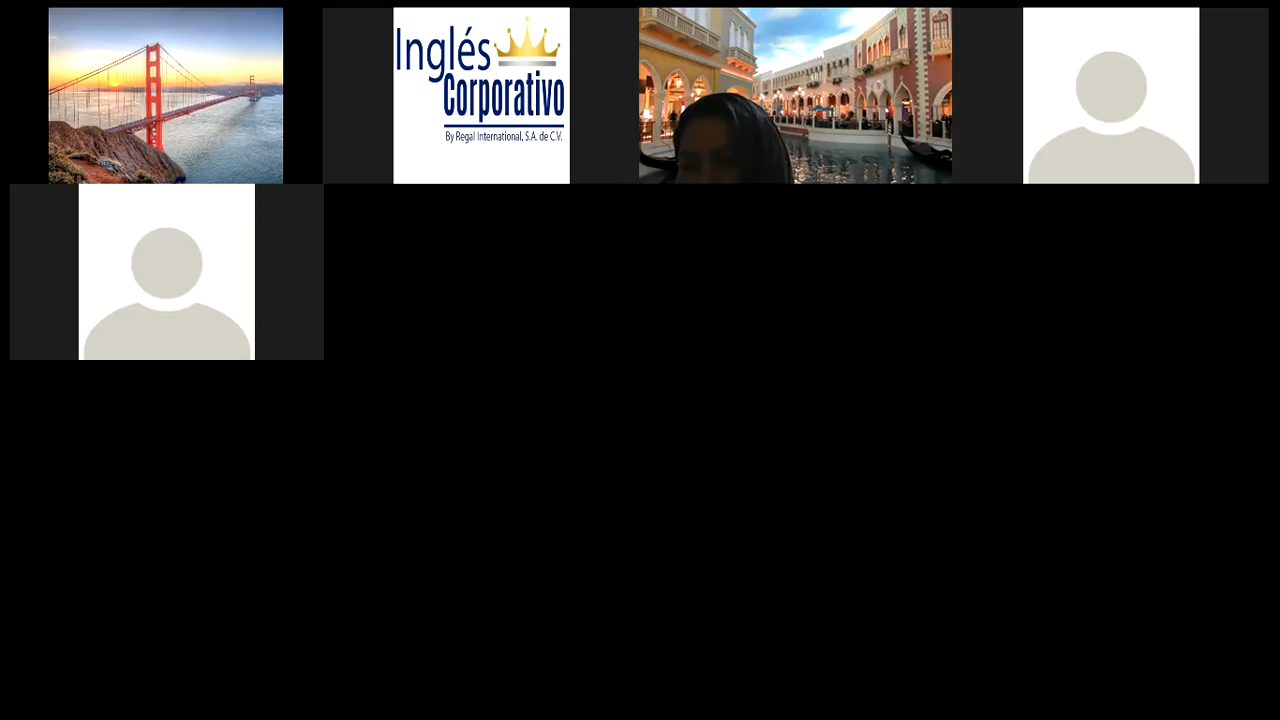 Inglés
Corporativo
By Regal International, S.A. de C.V.